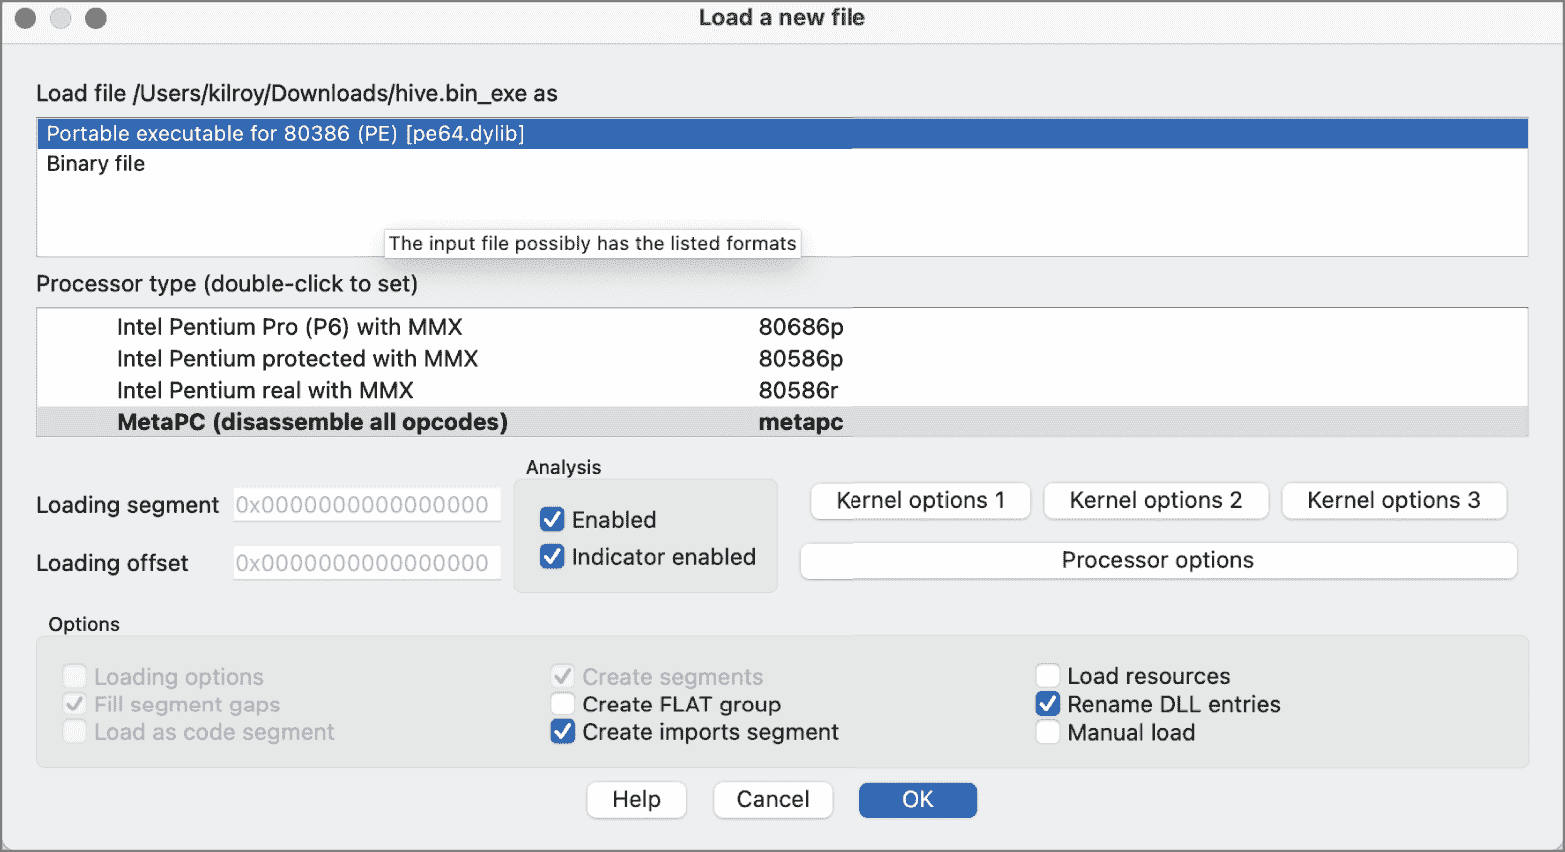 Load a new file
Load file /Users/kilroy/Downloads/hive.bin_exe as
Portable executable for 80386 (PE) [pe64.dylib]
Binary file
The input file possibly has the listed formats
Processor type (double-click to set)
Intel Pentium Pro (P6) with MMX 80686p
Intel Pentium protected with MMX 80586p
Intel Pentium real with MMX 80586r
MetaPC (disassemble all opcodes) metapc
Analysis
Loading segment 0x0000000000000000
Enabled
Kernel options 1 Kernel options 2 Kernel options 3
Loading offset 0x0000000000000000
Indicator enabled
Processor options
Options
Loading options Create segments Load resources
Fill segment gaps Create FLAT group Rename DLL entries
Load as code segment Create imports segment Manual load
Help Cancel OK